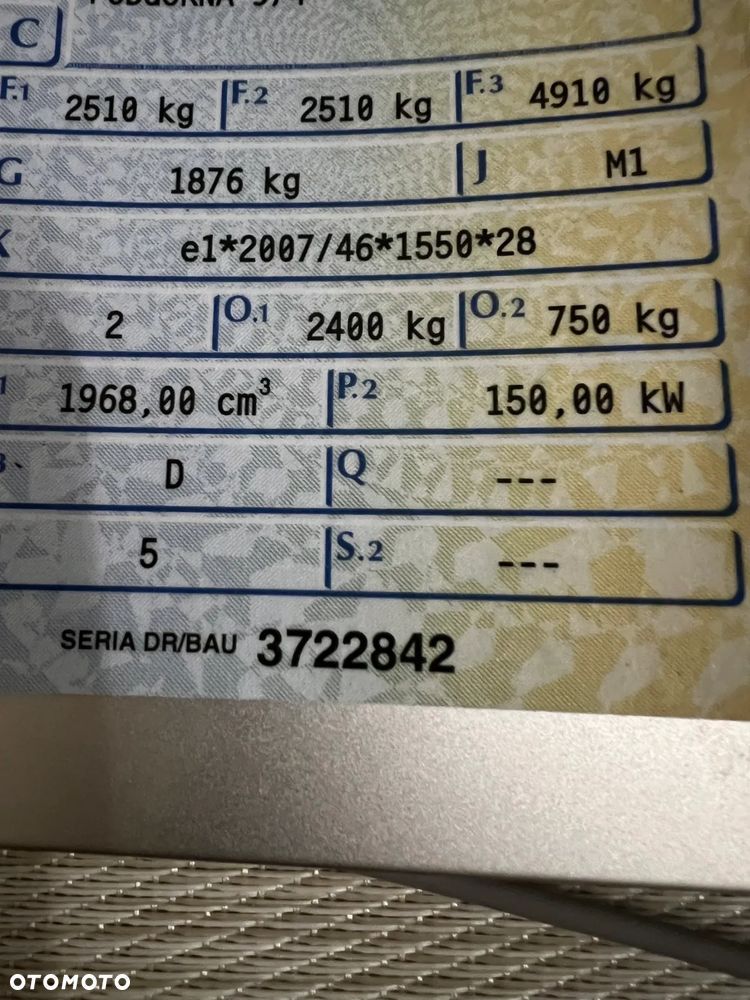 C
F.1 2510 kg F.2 2510 kg F.3 4910 kg
G 1876 kg J M1
K e1*2007/46*1550*28
2 O.1 2400 kg O.2 750 kg
1968,00 cm³ P.2 150,00 kW
D Q ---
5 S.2 ---
SERIA DR/BAU 3722842
OTOMOTO